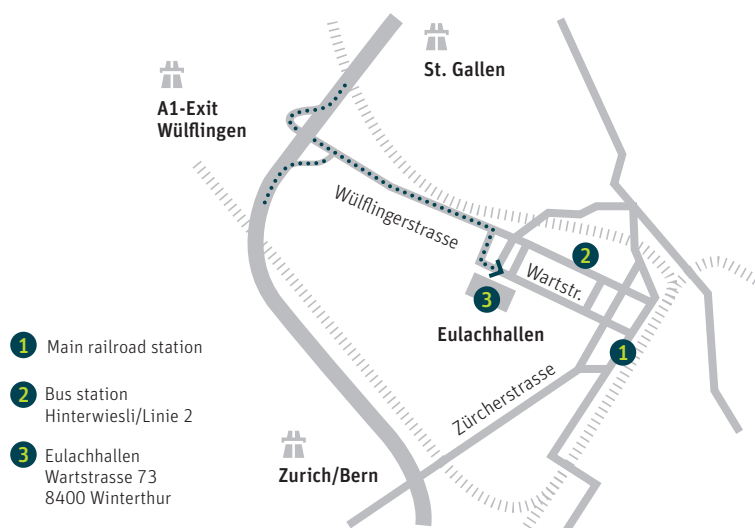 St. Gallen
A1-Exit
Wülflingen
Wülflingerstrasse
2
Wartstr.
3
Eulachhallen
1
Zürcherstrasse
Zurich/Bern
1 Main railroad station
2 Bus station
Hinterwiesli/Linie 2
3 Eulachhallen
Wartstrasse 73
8400 Winterthur